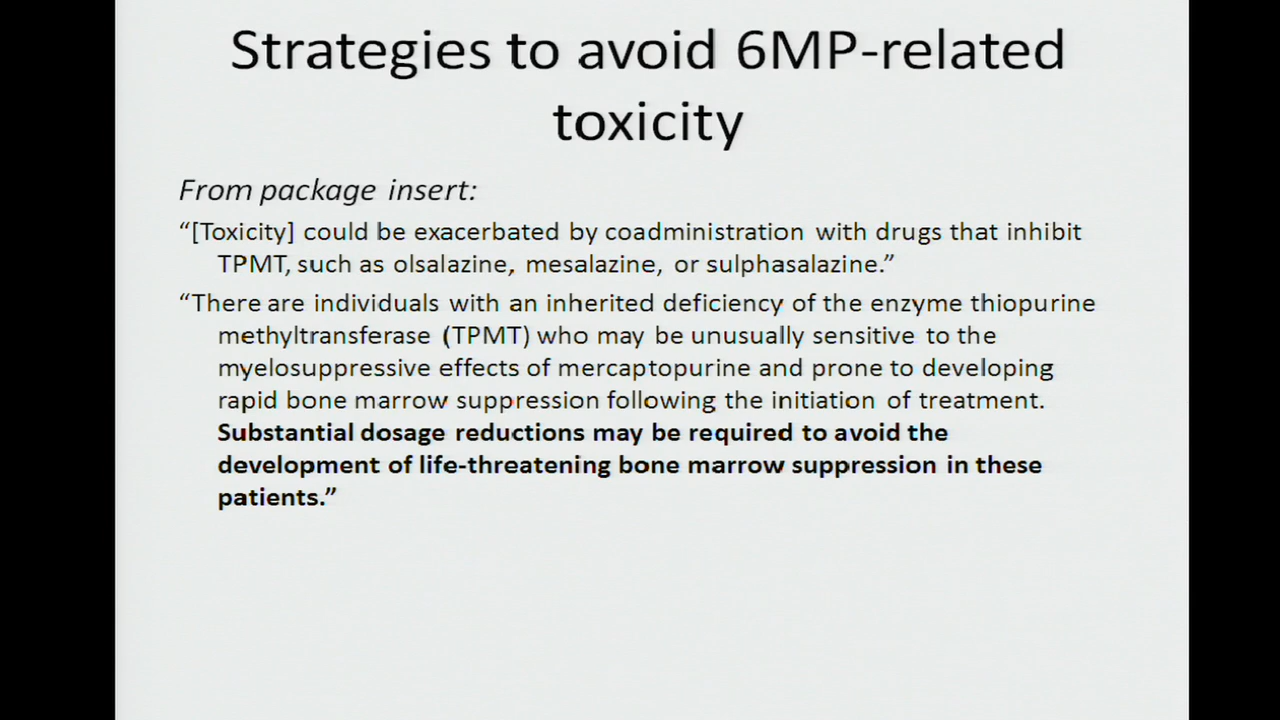 Strategies to avoid 6MP-related
toxicity
From package insert:
“[Toxicity] could be exacerbated by coadministration with drugs that inhibit
TPMT, such as olsalazine, mesalazine, or sulphasalazine.”
“There are individuals with an inherited deficiency of the enzyme thiopurine
methyltransferase (TPMT) who may be unusually sensitive to the
myelosuppressive effects of mercaptopurine and prone to developing
rapid bone marrow suppression following the initiation of treatment.
Substantial dosage reductions may be required to avoid the
development of life-threatening bone marrow suppression in these
patients.”